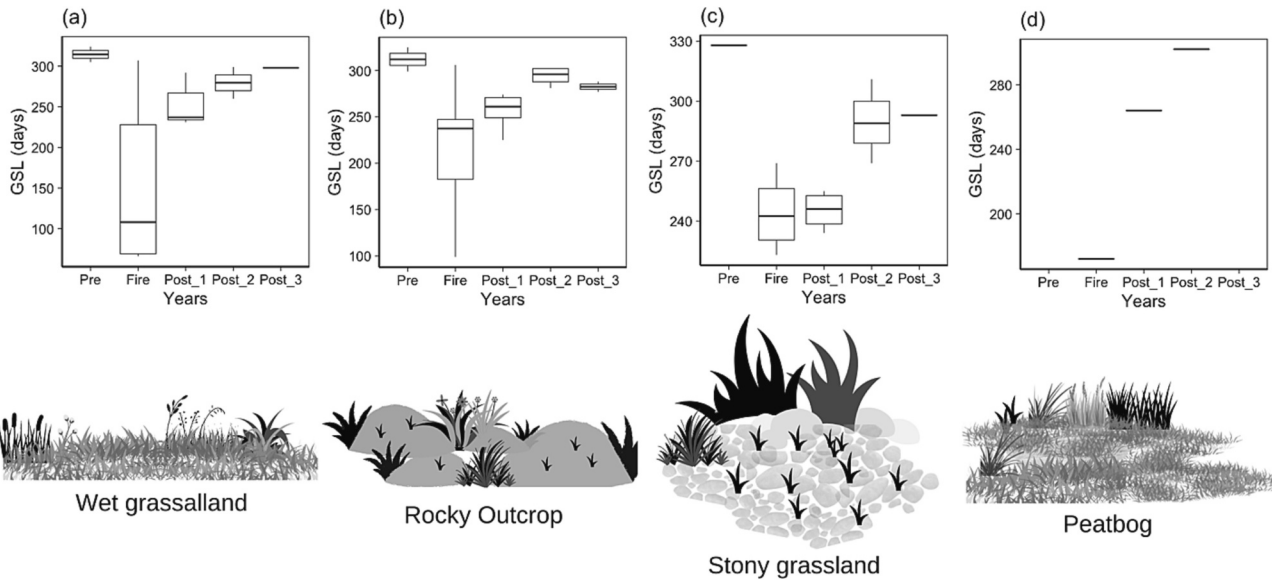 (a)
GSL (days)
300
250
200
150
100
Pre Fire Post_1 Post_2 Post_3
Years
(b)
GSL (days)
300
250
200
150
100
Pre Fire Post_1 Post_2 Post_3
Years
(c)
GSL (days)
330
300
270
240
Pre Fire Post_1 Post_2 Post_3
Years
(d)
GSL (days)
280
240
200
Pre Fire Post_1 Post_2 Post_3
Years
Wet grassalland
Rocky Outcrop
Stony grassland
Peatbog